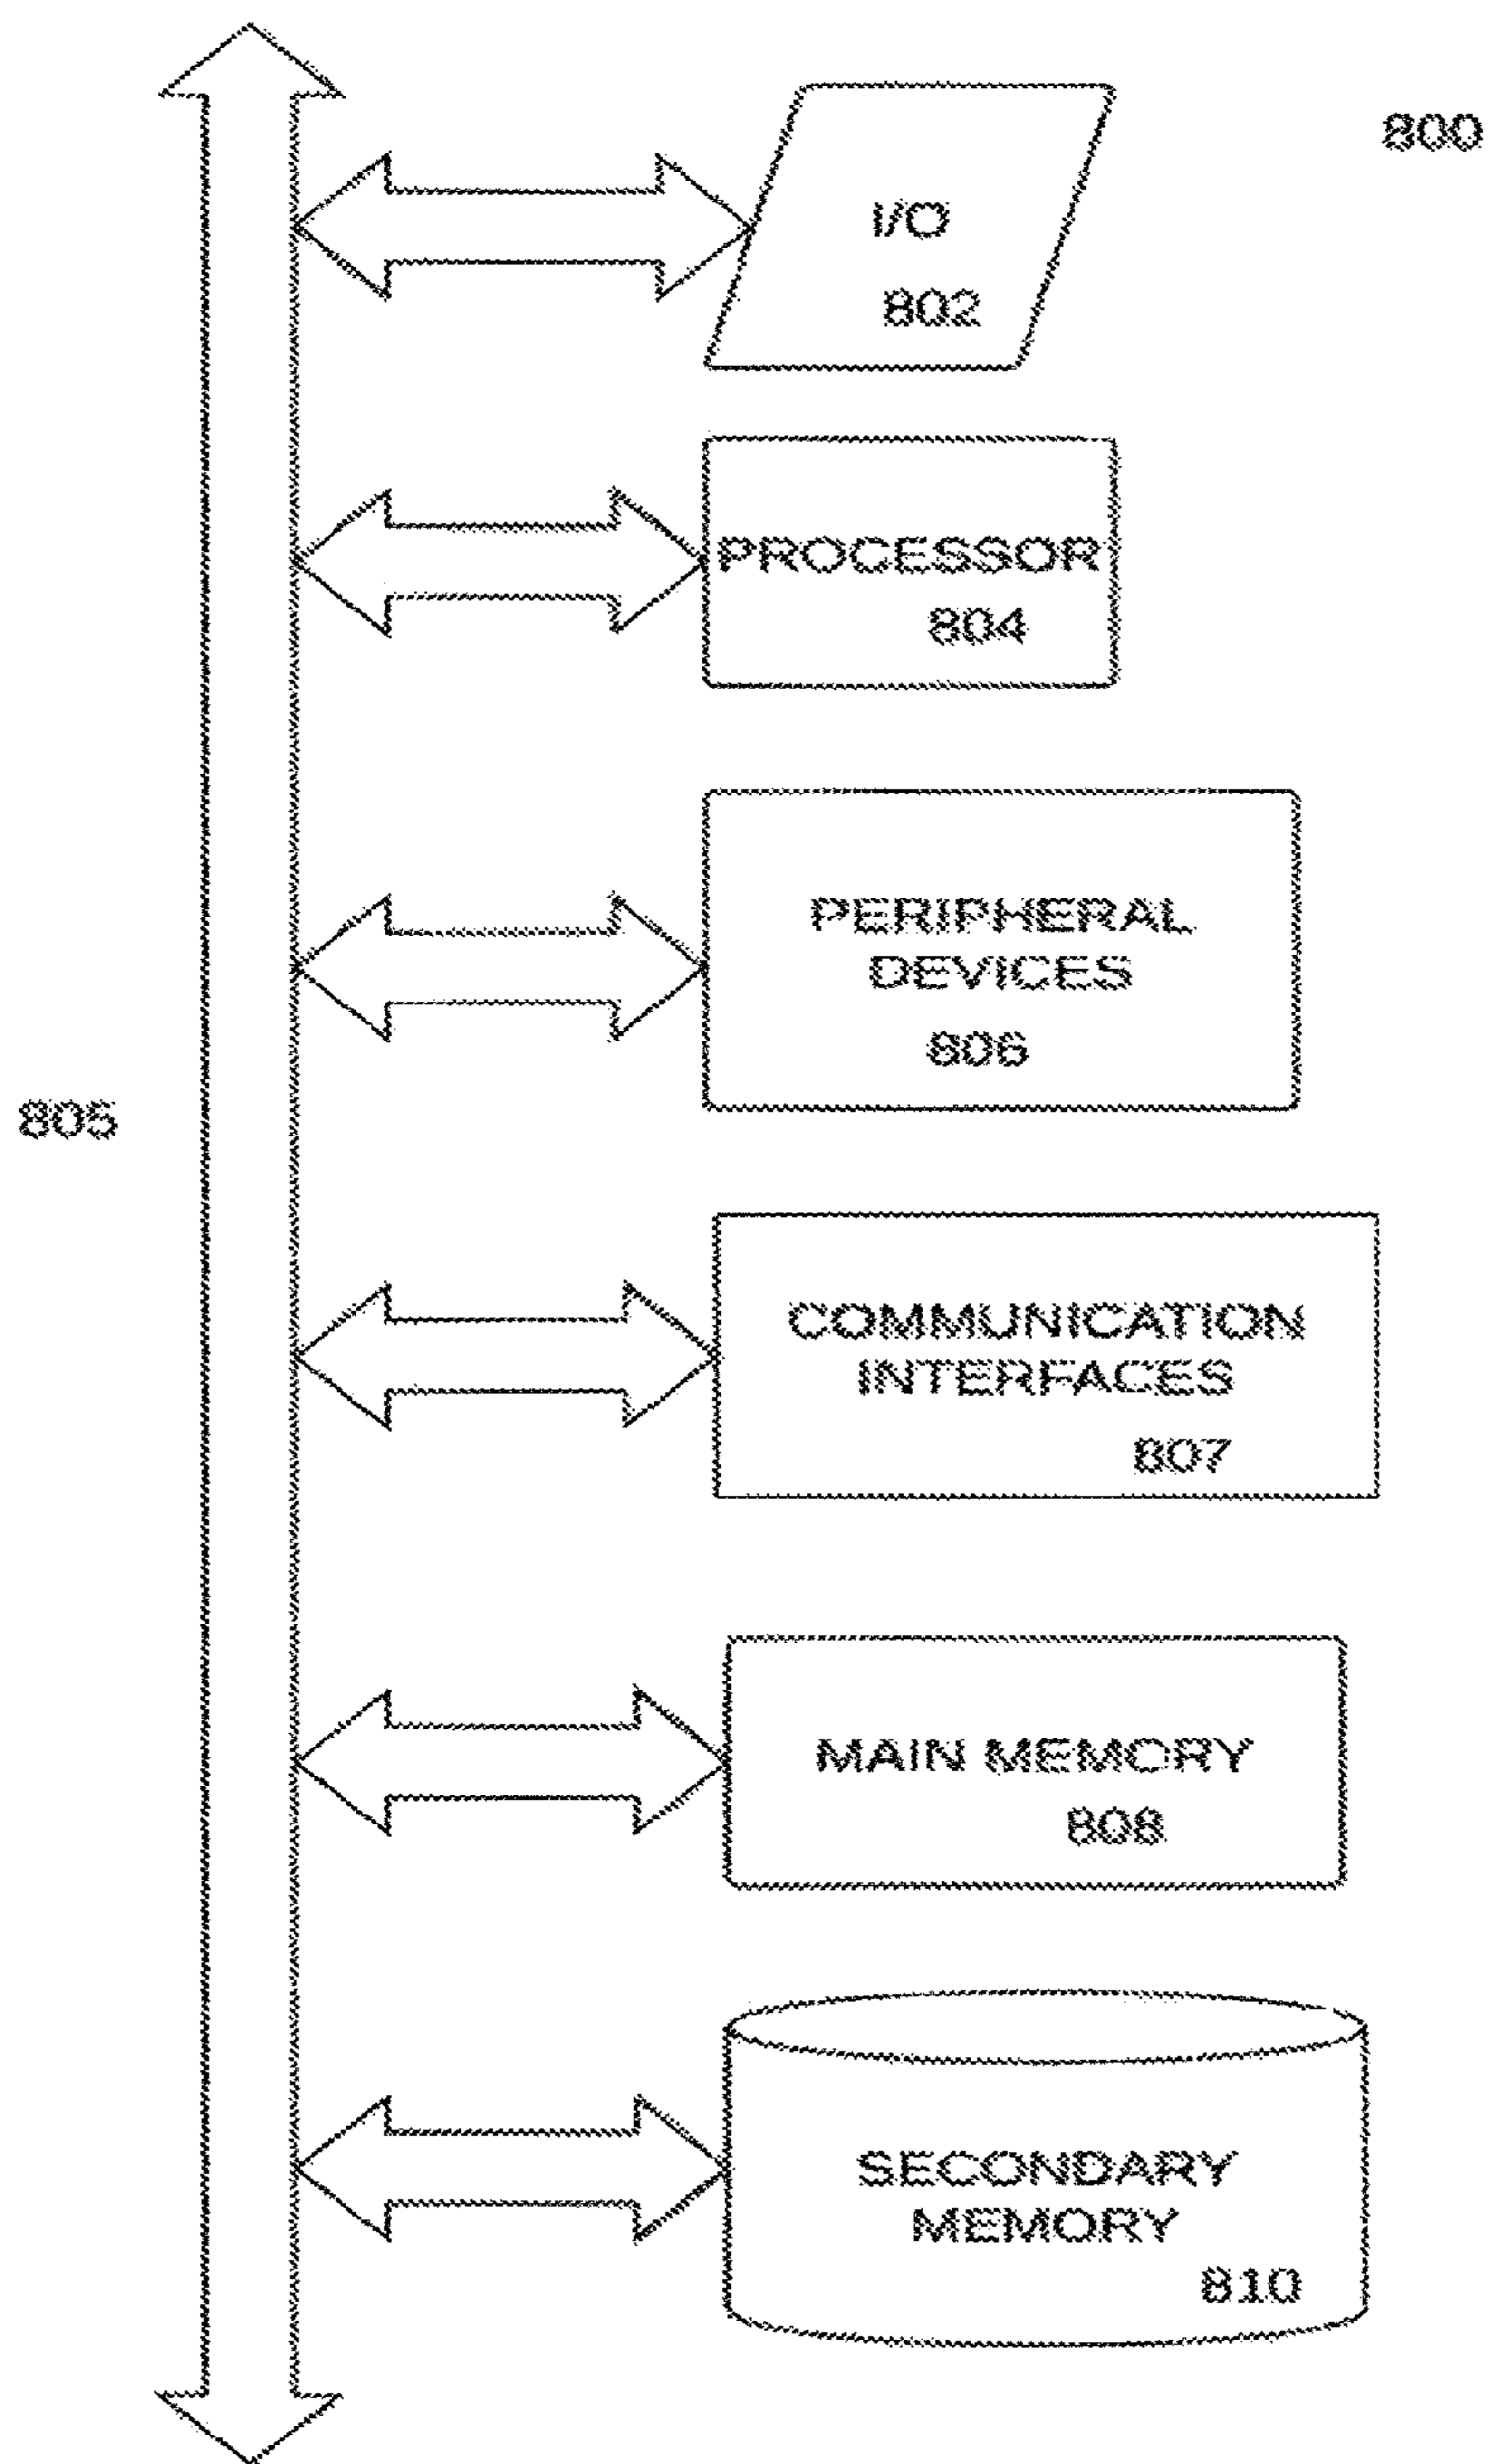 800
I/O
802
PROCESSOR
804
PERIPHERAL
DEVICES
806
805
COMMUNICATION
INTERFACES
807
MAIN MEMORY
808
SECONDARY
MEMORY
810